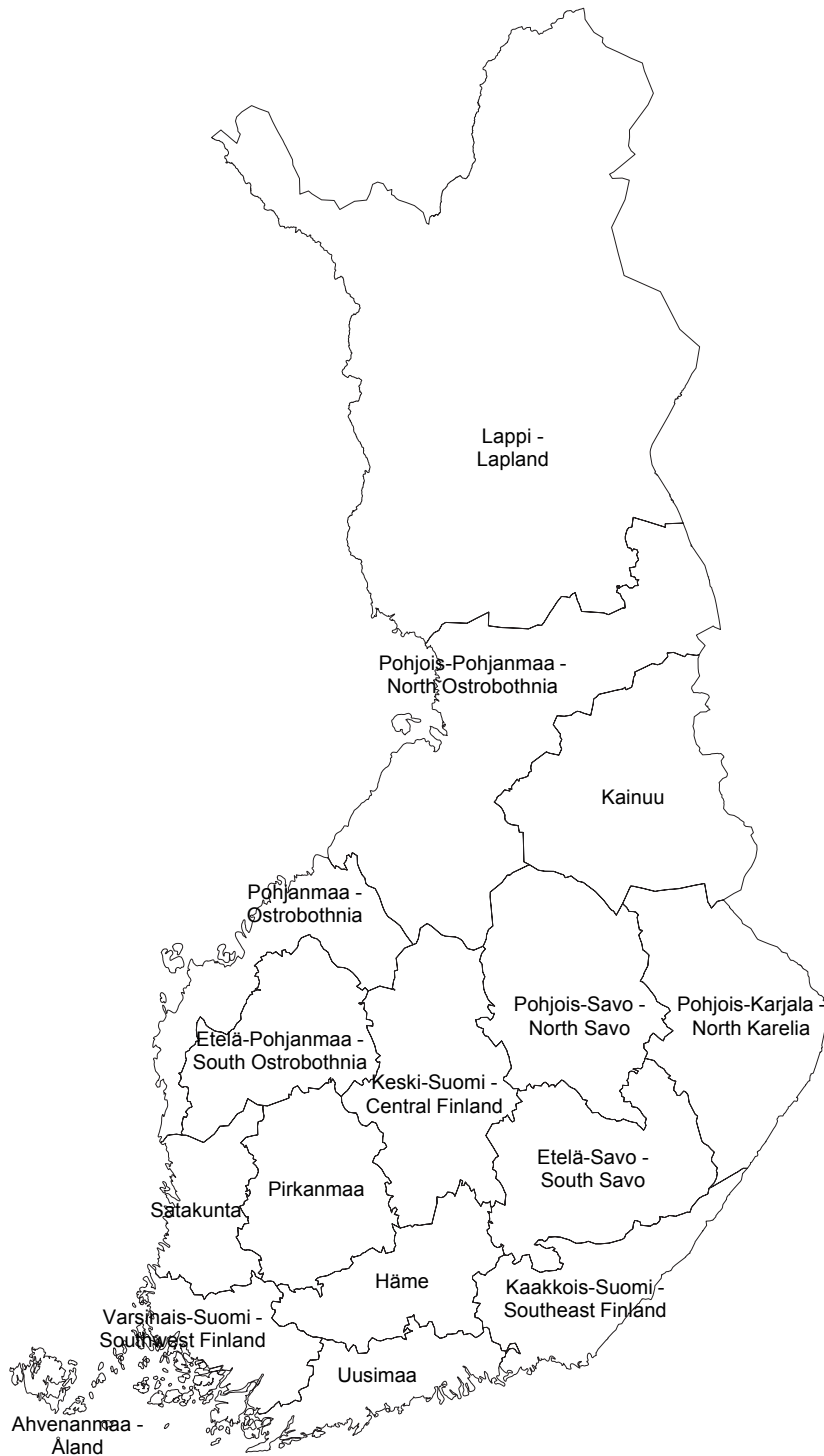 Lappi -
Lapland
Pohjois-Pohjanmaa -
North Ostrobothnia
Kainuu
Pohjanmaa -
Ostrobothnia
Pohjois-Savo -
North Savo
Pohjois-Karjala -
North Karelia
Etelä-Pohjanmaa -
South Ostrobothnia
Keski-Suomi -
Central Finland
Etelä-Savo -
South Savo
Pirkanmaa
Satakunta
Häme
Kaakkois-Suomi -
Southeast Finland
Varsinais-Suomi -
Southwest Finland
Uusimaa
Ahvenanmaa -
Åland